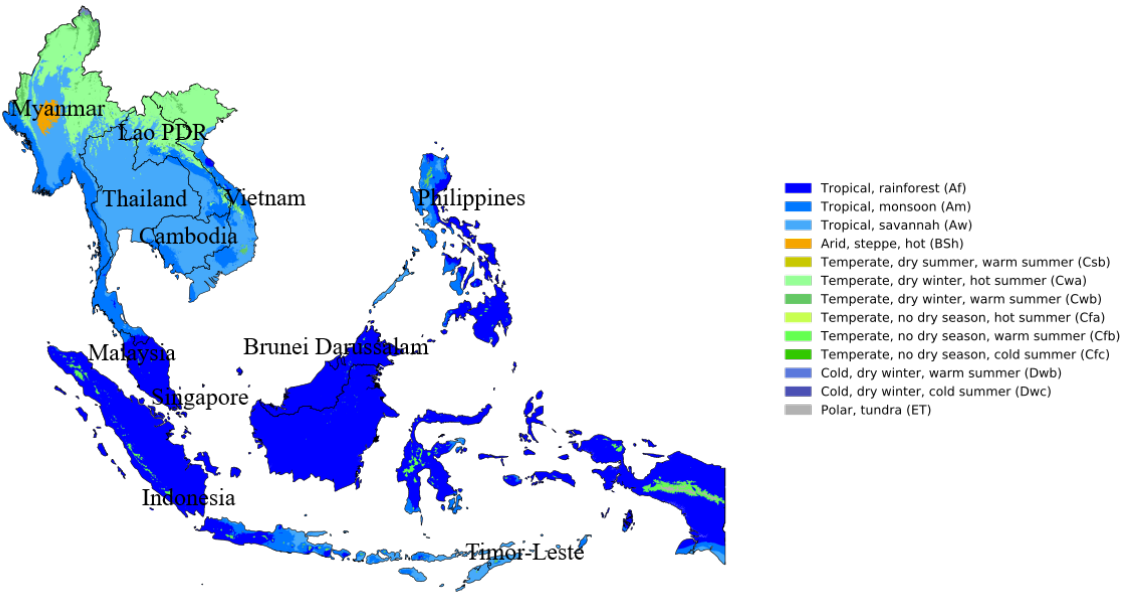 Myanmar
Lao PDR
Thailand
Vietnam
Cambodia
Philippines
Malaysia
Brunei Darussalam
Singapore
Indonesia
Timor-Leste
Tropical, rainforest (Af)
Tropical, monsoon (Am)
Tropical, savannah (Aw)
Arid, steppe, hot (BSh)
Temperate, dry summer, warm summer (Csb)
Temperate, dry winter, hot summer (Cwa)
Temperate, dry winter, warm summer (Cwb)
Temperate, no dry season, hot summer (Cfa)
Temperate, no dry season, warm summer (Cfb)
Temperate, no dry season, cold summer (Cfc)
Cold, dry winter, warm summer (Dwb)
Cold, dry winter, cold summer (Dwc)
Polar, tundra (ET)